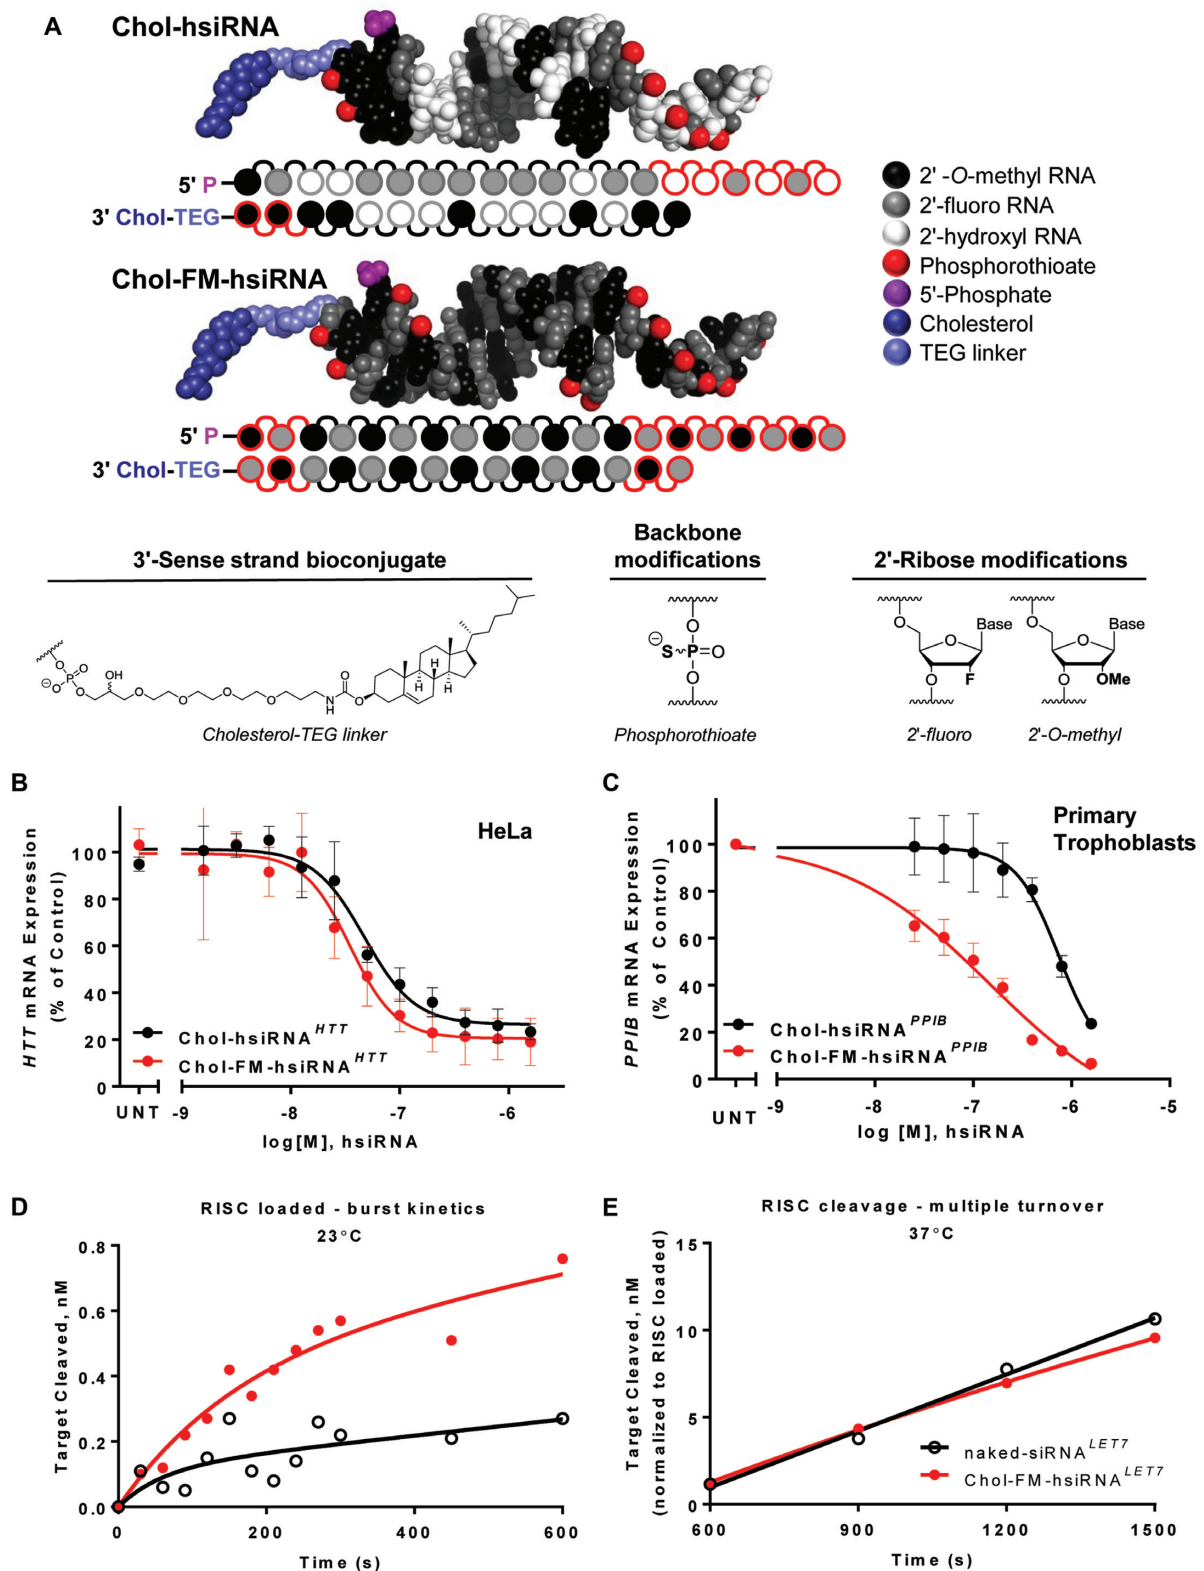 A
Chol-hsiRNA
5' P
3' Chol-TEG
Chol-FM-hsiRNA
5' P
3' Chol-TEG
2' -O-methyl RNA
2'-fluoro RNA
2'-hydroxyl RNA
Phosphorothioate
5'-Phosphate
Cholesterol
TEG linker
3'-Sense strand bioconjugate
Backbone
modifications
2'-Ribose modifications
O
P
O
O
OH
O
O
O
O
O
N
H
O
O
H
H
H
Cholesterol-TEG linker
O
S
P
O
O
Phosphorothioate
O
O
Base
O
F
2'-fluoro
O
O
Base
O
OMe
2'-O-methyl
B
HeLa
HTT mRNA Expression
(% of Control)
100
80
60
40
20
0
Chol-hsiRNA HTT
Chol-FM-hsiRNA HTT
UNT -9 -8 -7 -6
log[M], hsiRNA
C
Primary
Trophoblasts
PPIB mRNA Expression
(% of Control)
100
80
60
40
20
0
Chol-hsiRNA PPIB
Chol-FM-hsiRNA PPIB
UNT -9 -8 -7 -6 -5
log [M], hsiRNA
D
RISC loaded - burst kinetics
23°C
Target Cleaved, nM
0.8
0.6
0.4
0.2
0.0
0 200 400 600
Time (s)
E
RISC cleavage - multiple turnover
37°C
Target Cleaved, nM
(normalized to RISC loaded)
15
10
5
0
naked-siRNA LET7
Chol-FM-hsiRNA LET7
600 900 1200 1500
Time (s)